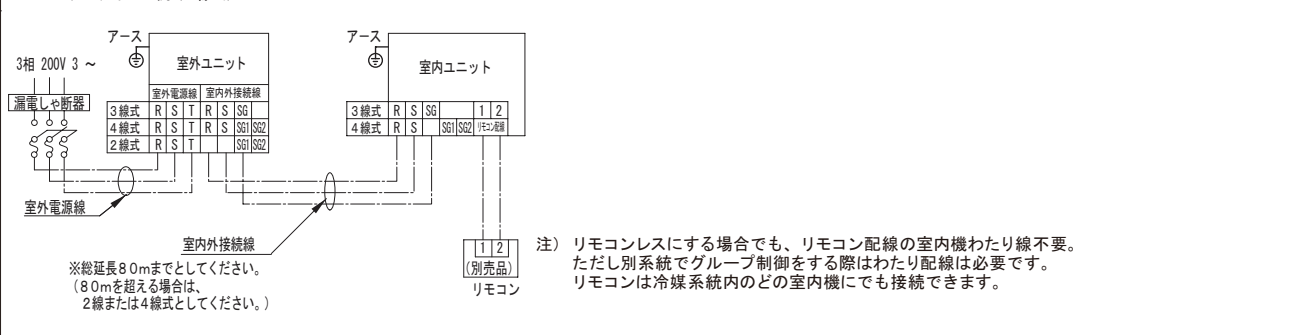 アース
3相 200V 3 ~
漏電しゃ断器
室外ユニット
室外電源線 室内外接続線
3線式 R S T R S SG
4線式 R S T R S SG1 SG2
2線式 R S T SG1 SG2
室外電源線
アース
室内ユニット
3線式 R S SG 1 2
4線式 R S SG1 SG2 リモコン配線
室内外接続線
※総延長80mまでとしてください。
(80mを超える場合は、
2線または4線式としてください。)
1 2
(別売品)
リモコン
注) リモコンレスにする場合でも、リモコン配線の室内機わたり線不要。
ただし別系統でグループ制御をする際はわたり配線は必要です。
リモコンは冷媒系統内のどの室内機にでも接続できます。